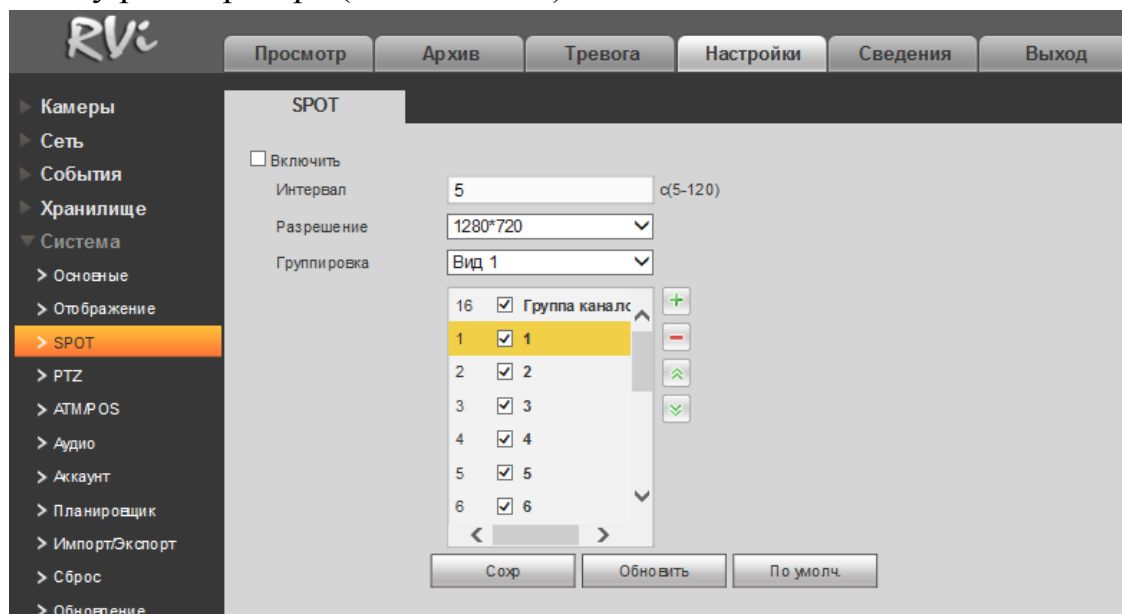 RVi
Просмотр Архив Тревога Настройки Сведения Выход
Камеры
Сеть
События
Хранилище
Система
> Основные
> Отображение
> SPOT
> PTZ
> ATM/POS
> Аудио
> Аккаунт
> Планировщик
> Импорт/Экспорт
> Сброс
> Обновление
SPOT
Включить
Интервал 5 с(5-120)
Разрешение 1280*720
Группировка Вид 1
16 Группа канало
1 1
2 2
3 3
4 4
5 5
6 6
Сохр Обновить По умолч.